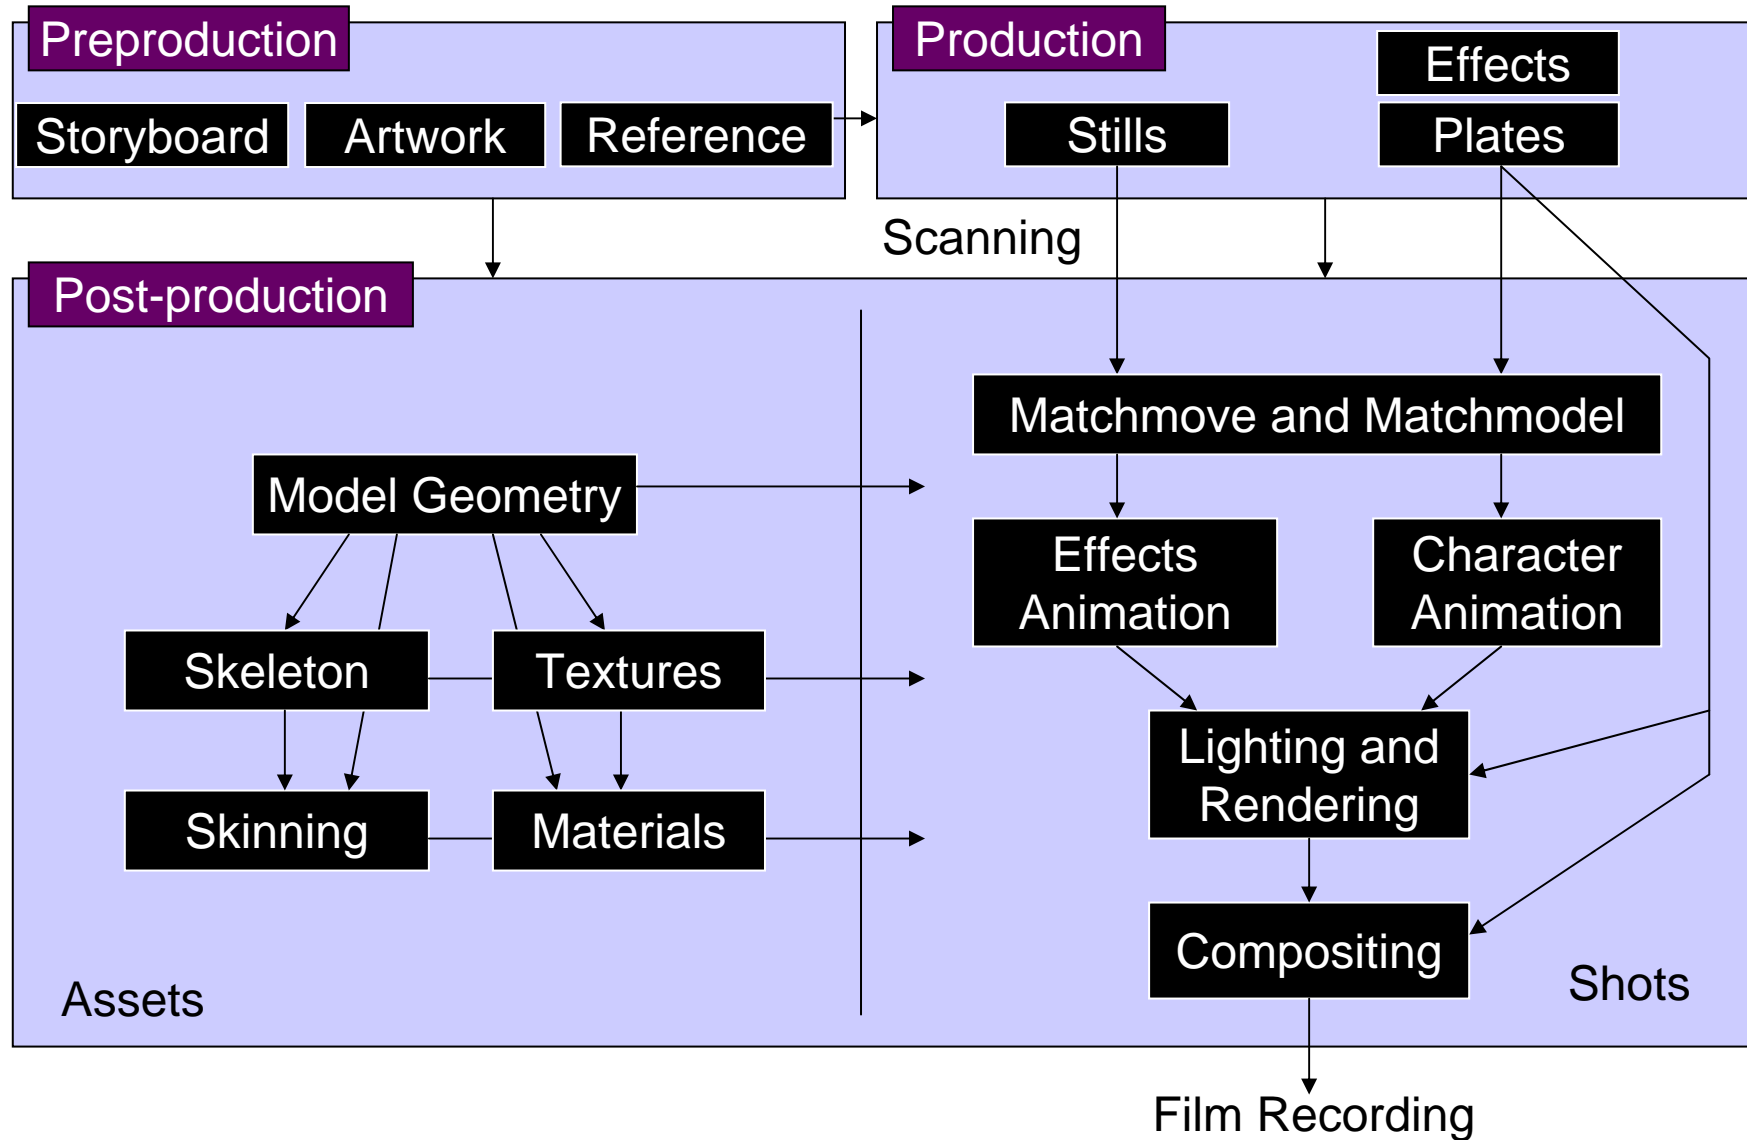 Preproduction
Storyboard
Artwork
Reference
Production
Effects
Stills
Plates
Scanning
Post-production
Matchmove and Matchmodel
Model Geometry
Effects
Animation
Character
Animation
Skeleton
Textures
Lighting and
Rendering
Skinning
Materials
Compositing
Assets
Shots
Film Recording